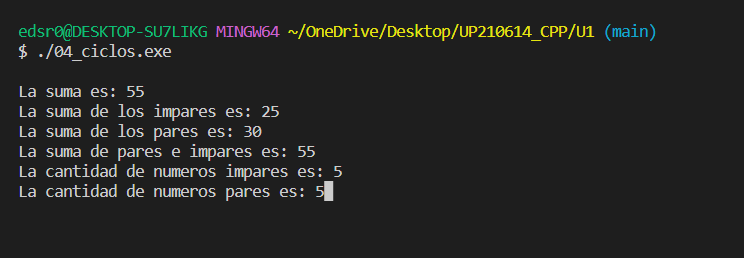 edsr0@DESKTOP-SU7LIKG MINGW64 ~/OneDrive/Desktop/UP210614_CPP/U1 (main)
$ ./04_ciclos.exe
La suma es: 55
La suma de los impares es: 25
La suma de los pares es: 30
La suma de pares e impares es: 55
La cantidad de numeros impares es: 5
La cantidad de numeros pares es: 5